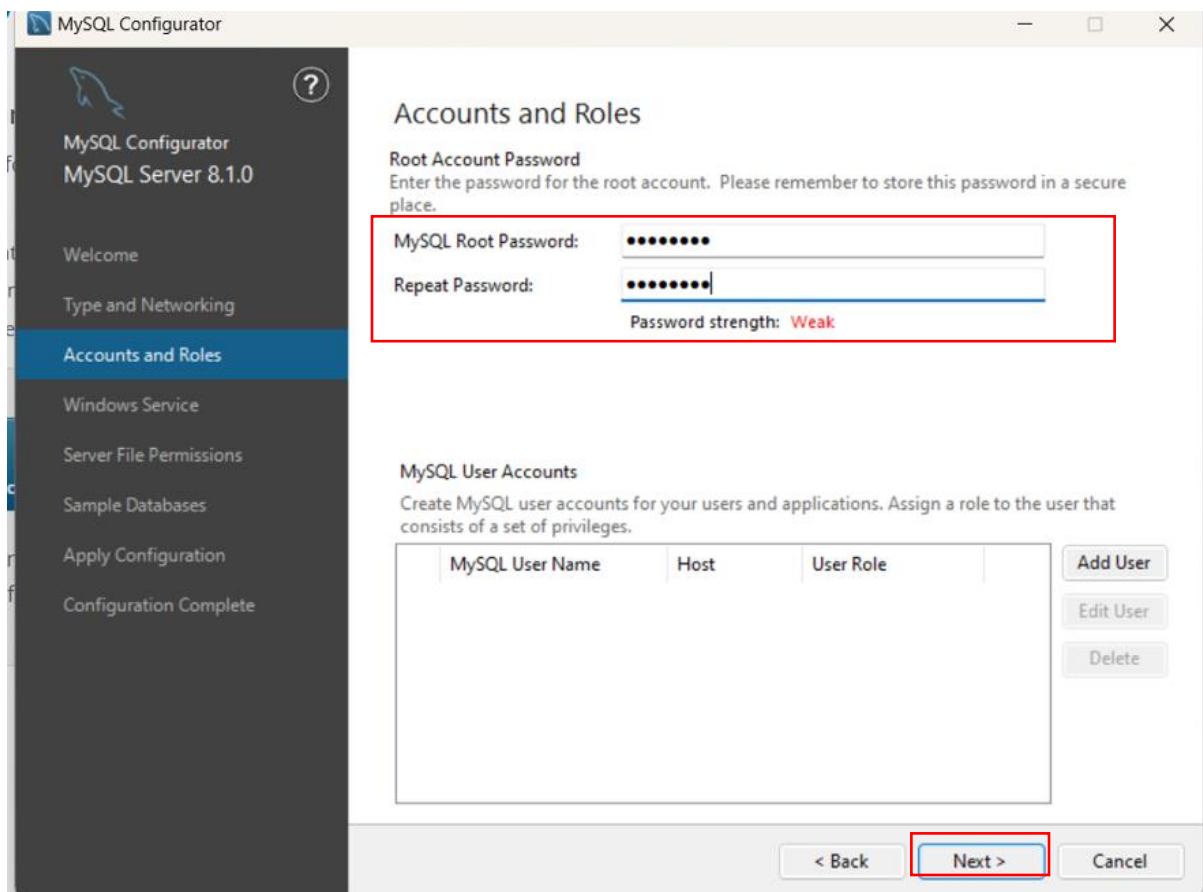 MySQL Configurator
?
MySQL Configurator
MySQL Server 8.1.0
Welcome
Type and Networking
Accounts and Roles
Windows Service
Server File Permissions
Sample Databases
Apply Configuration
Configuration Complete
Accounts and Roles
Root Account Password
Enter the password for the root account. Please remember to store this password in a secure
place.
MySQL Root Password: ●●●●●●●●
Repeat Password: ●●●●●●●●
Password strength: Weak
MySQL User Accounts
Create MySQL user accounts for your users and applications. Assign a role to the user that
consists of a set of privileges.
MySQL User Name Host User Role
Add User
Edit User
Delete
< Back Next > Cancel